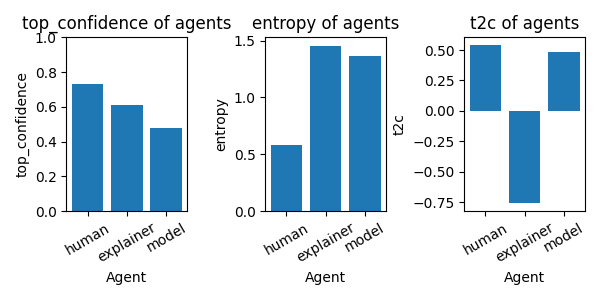 top_confidence of agents
top_confidence
1.0
0.8
0.6
0.4
0.2
0.0
human
explainer
model
Agent
entropy of agents
entropy
1.5
1.0
0.5
0.0
human
explainer
model
Agent
t2c of agents
t2c
0.50
0.25
0.00
−0.25
−0.50
−0.75
human
explainer
model
Agent